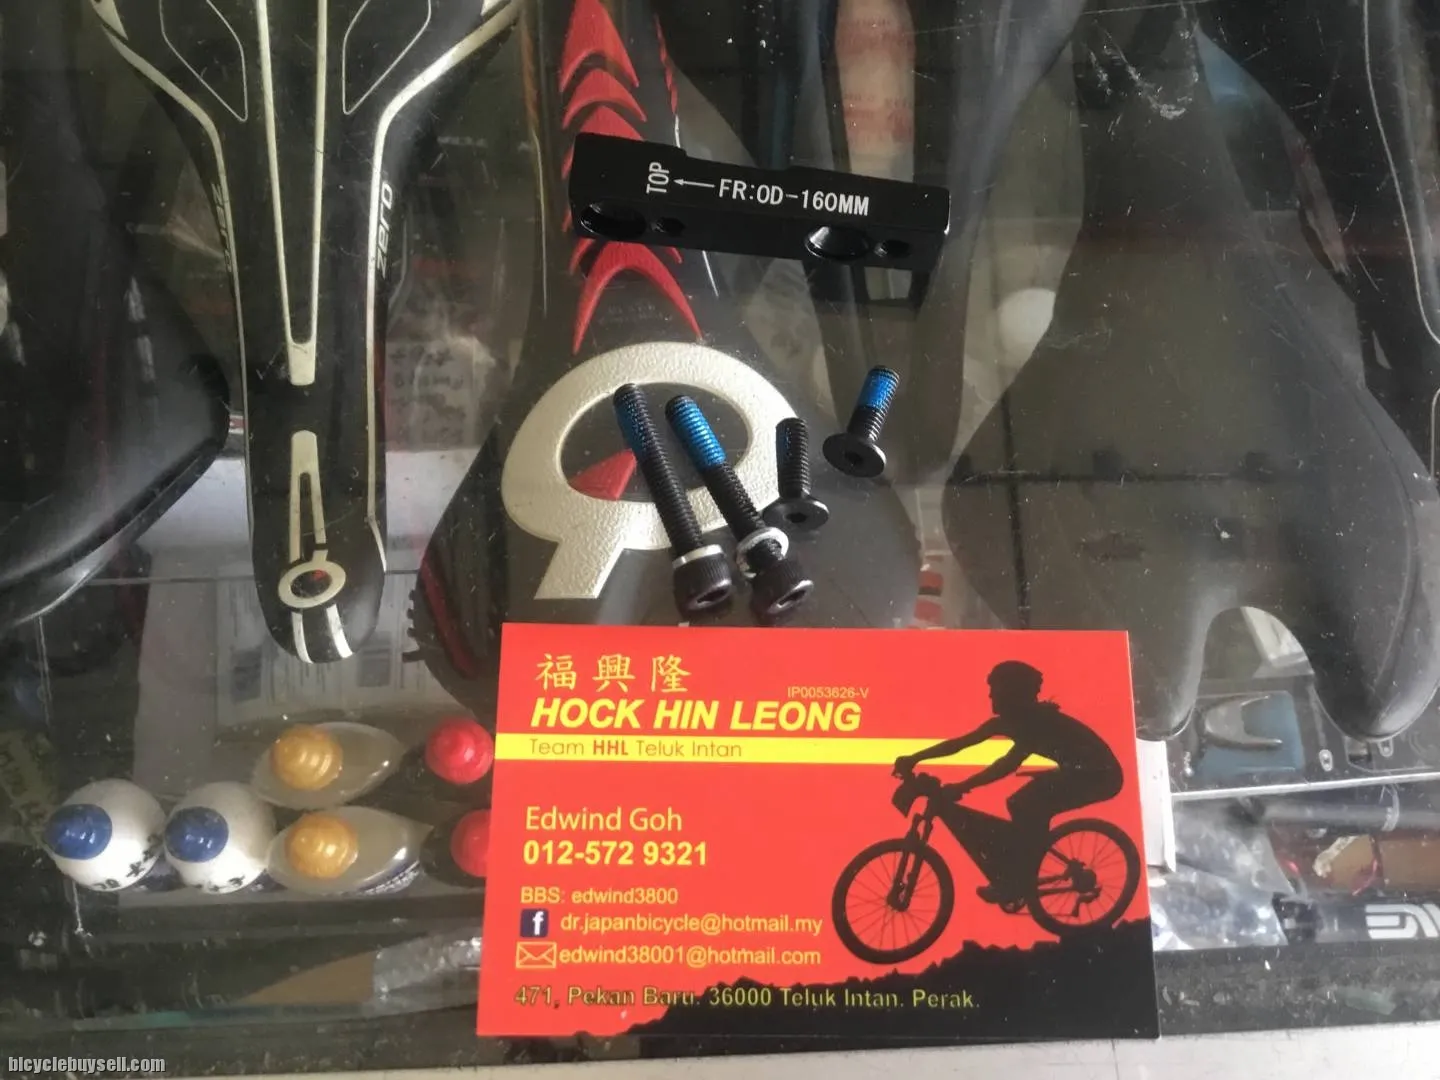 zero
zero
TOP
FR:OD-160MM
福興隆
IP0053626-V
HOCK HIN LEONG
Team HHL Teluk Intan
Edwind Goh
012-572 9321
BBS: edwind3800
f dr.japanbicycle@hotmail.my
edwind38001@hotmail.com
471, Pekan Baru. 36000 Teluk Intan. Perak.
bicyclebuysell.com